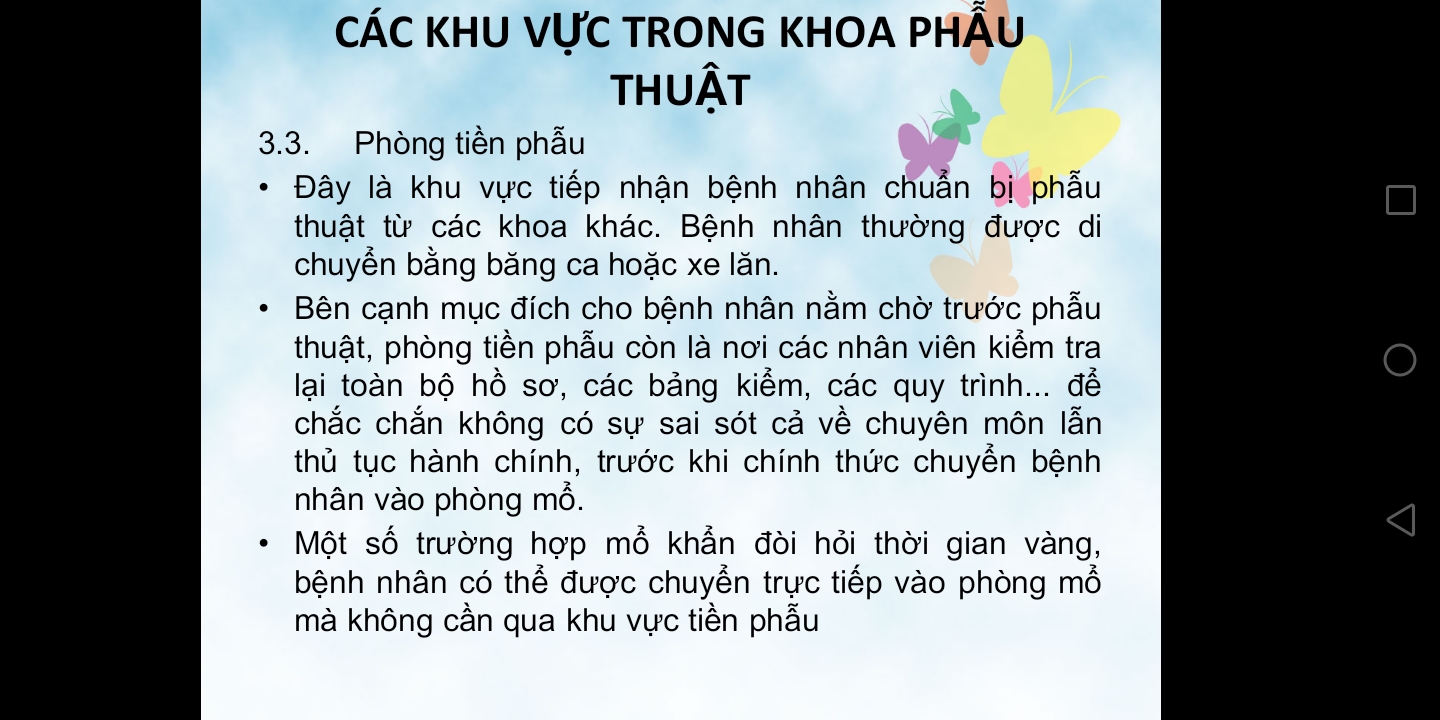 CÁC KHU VỰC TRONG KHOA PHẪU
THUẬT
3.3. Phòng tiền phẫu
• Đây là khu vực tiếp nhận bệnh nhân chuẩn bị phẫu
thuật từ các khoa khác. Bệnh nhân thường được di
chuyển bằng băng ca hoặc xe lăn.
• Bên cạnh mục đích cho bệnh nhân nằm chờ trước phẫu
thuật, phòng tiền phẫu còn là nơi các nhân viên kiểm tra
lại toàn bộ hồ sơ, các bảng kiểm, các quy trình... để
chắc chắn không có sự sai sót cả về chuyên môn lẫn
thủ tục hành chính, trước khi chính thức chuyển bệnh
nhân vào phòng mổ.
• Một số trường hợp mổ khẩn đòi hỏi thời gian vàng,
bệnh nhân có thể được chuyển trực tiếp vào phòng mổ
mà không cần qua khu vực tiền phẫu